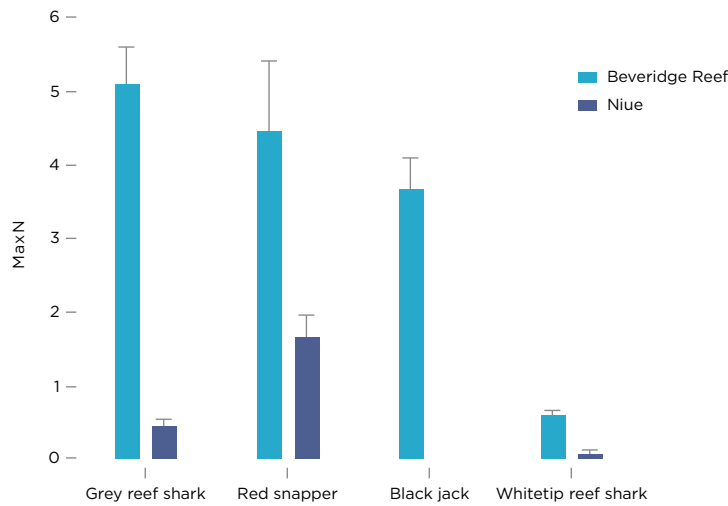 6
5
4
3
2
1
0
MaxN
Beveridge Reef
Niue
Grey reef shark
Red snapper
Black jack
Whitetip reef shark